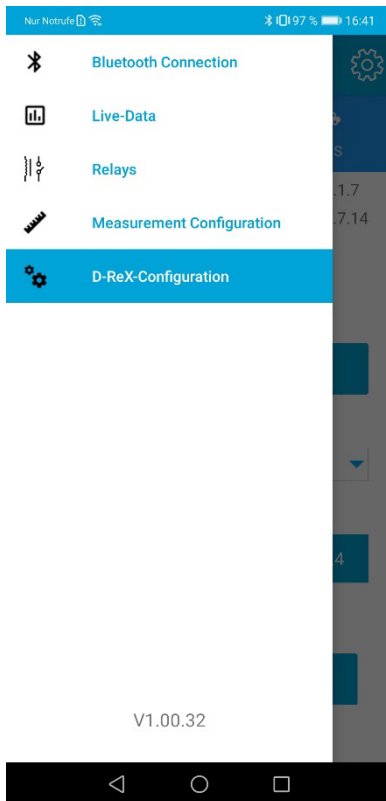 Nur Notrufe 97 % 16:41
Bluetooth Connection
Live-Data
Relays
Measurement Configuration
D-ReX-Configuration
S
.1.7
.7.14
4
V1.00.32